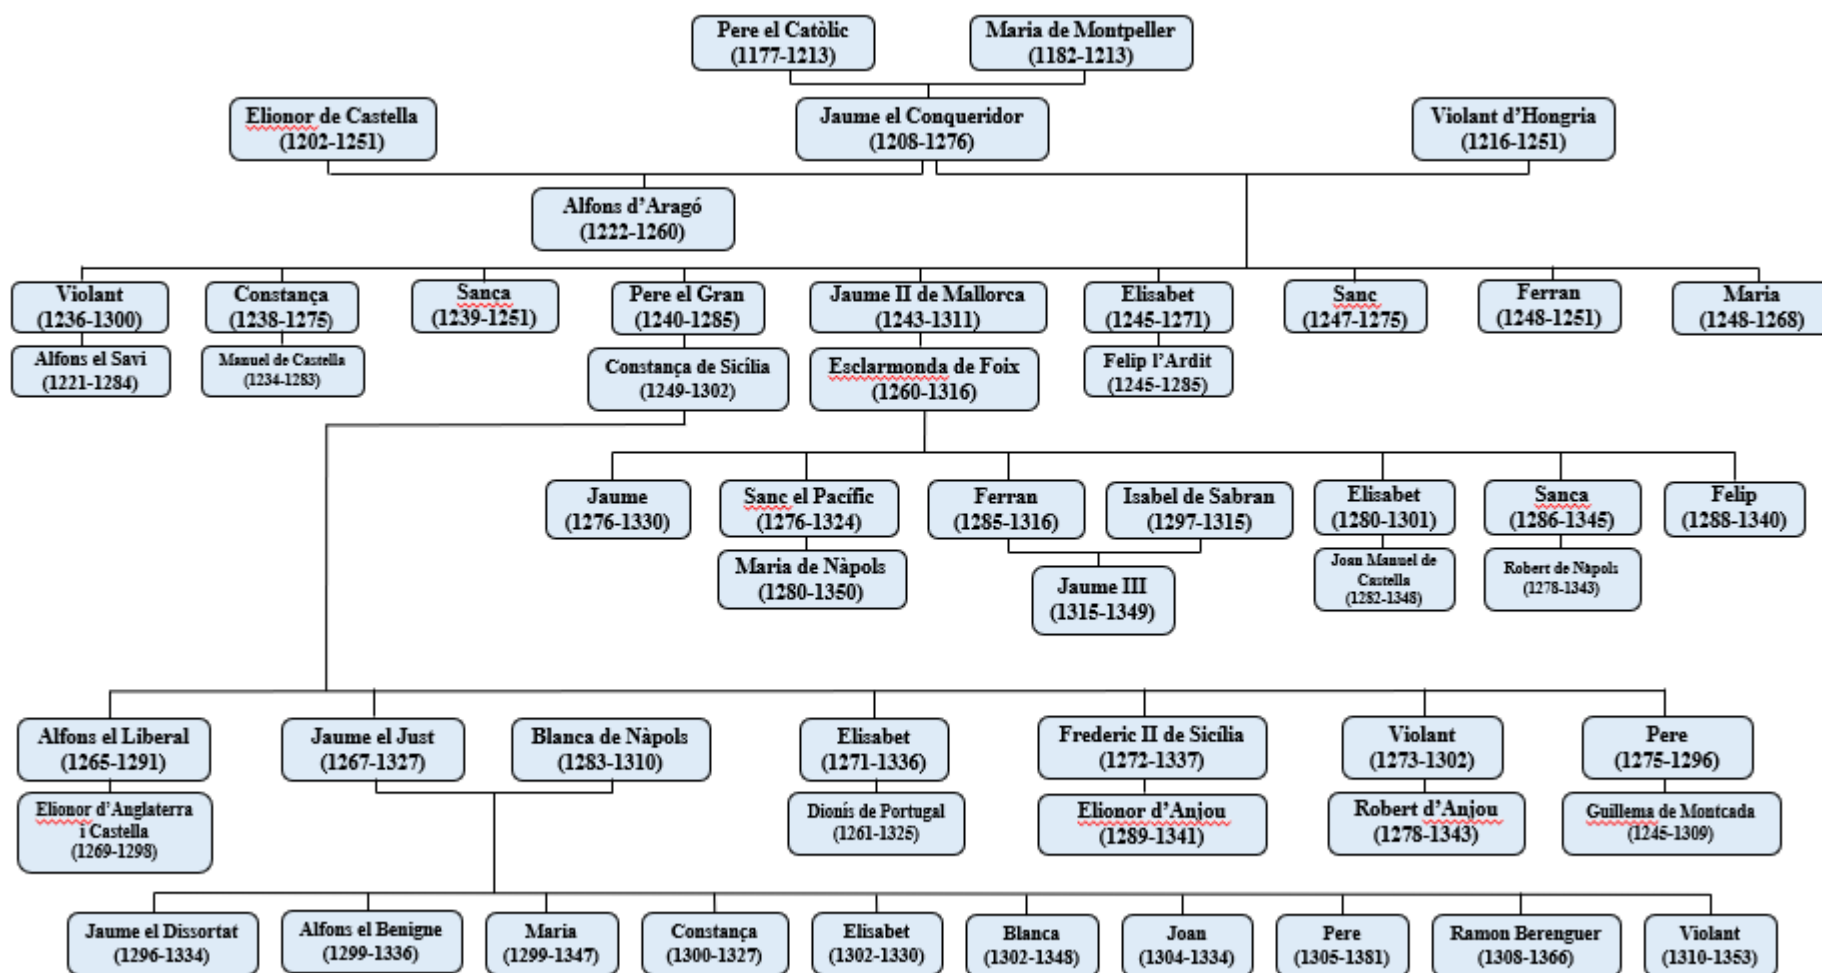 Pere el Catòlic
(1177-1213)
Maria de Montpeller
(1182-1213)
Elionor de Castella
(1202-1251)
Jaume el Conqueridor
(1208-1276)
Violant d’Hongria
(1216-1251)
Alfons d’Aragó
(1222-1260)
Violant
(1236-1300)
Constança
(1238-1275)
Sanca
(1239-1251)
Pere el Gran
(1240-1285)
Jaume II de Mallorca
(1243-1311)
Elisabet
(1245-1271)
Sanc
(1247-1275)
Ferran
(1248-1251)
Maria
(1248-1268)
Alfons el Savi
(1221-1284)
Manuel de Castella
(1234-1283)
Constança de Sicília
(1249-1302)
Esclarmonda de Foix
(1260-1316)
Felip l’Ardit
(1245-1285)
Jaume
(1276-1330)
Sanc el Pacífic
(1276-1324)
Ferran
(1285-1316)
Isabel de Sabran
(1297-1315)
Elisabet
(1280-1301)
Sanca
(1286-1345)
Felip
(1288-1340)
Maria de Nàpols
(1280-1350)
Jaume III
(1315-1349)
Joan Manuel de
Castella
(1282-1348)
Robert de Nàpols
(1278-1343)
Alfons el Liberal
(1265-1291)
Jaume el Just
(1267-1327)
Blanca de Nàpols
(1283-1310)
Elisabet
(1271-1336)
Frederic II de Sicília
(1272-1337)
Violant
(1273-1302)
Pere
(1275-1296)
Elionor d’Anglaterra
i Castella
(1269-1298)
Dionís de Portugal
(1261-1325)
Elionor d’Anjou
(1289-1341)
Robert d’Anjou
(1278-1343)
Guillema de Montcada
(1245-1309)
Jaume el Dissortat
(1296-1334)
Alfons el Benigne
(1299-1336)
Maria
(1299-1347)
Constança
(1300-1327)
Elisabet
(1302-1330)
Blanca
(1302-1348)
Joan
(1304-1334)
Pere
(1305-1381)
Ramon Berenguer
(1308-1366)
Violant
(1310-1353)